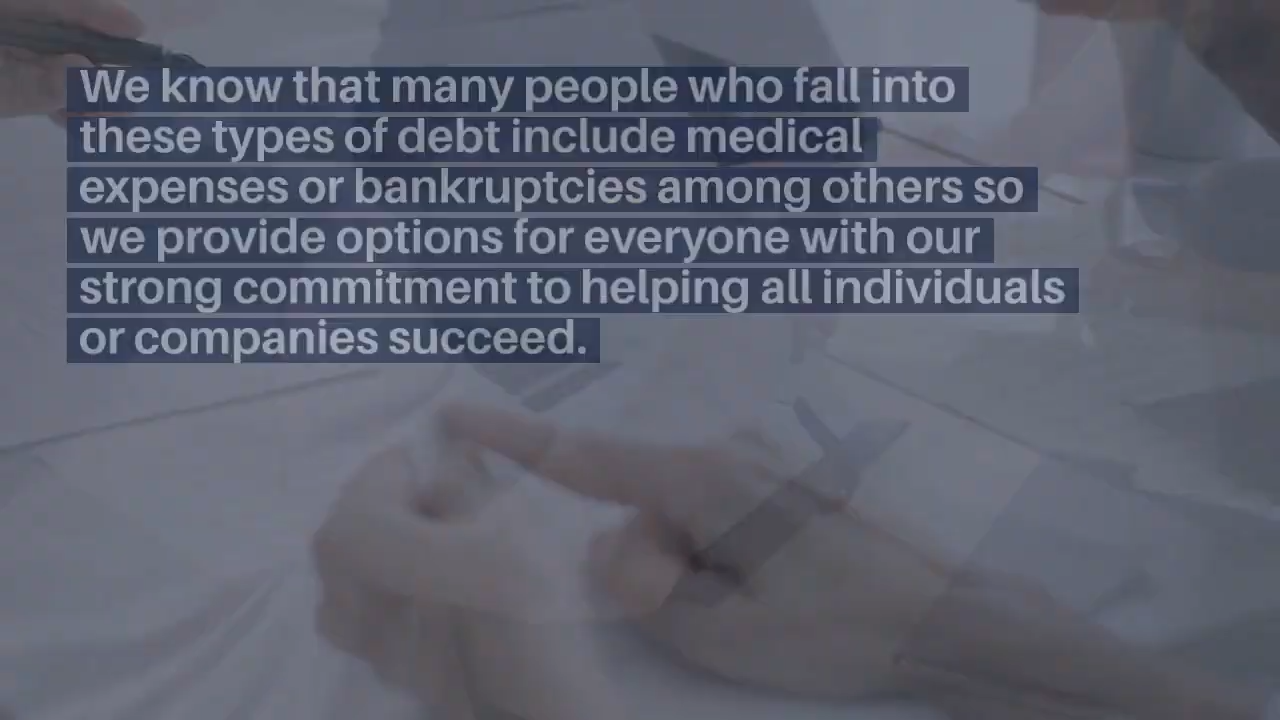 We know that many people who fall into
these types of debt include medical
expenses or bankruptcies among others so
we provide options for everyone with our
strong commitment to helping all individuals
or companies succeed.